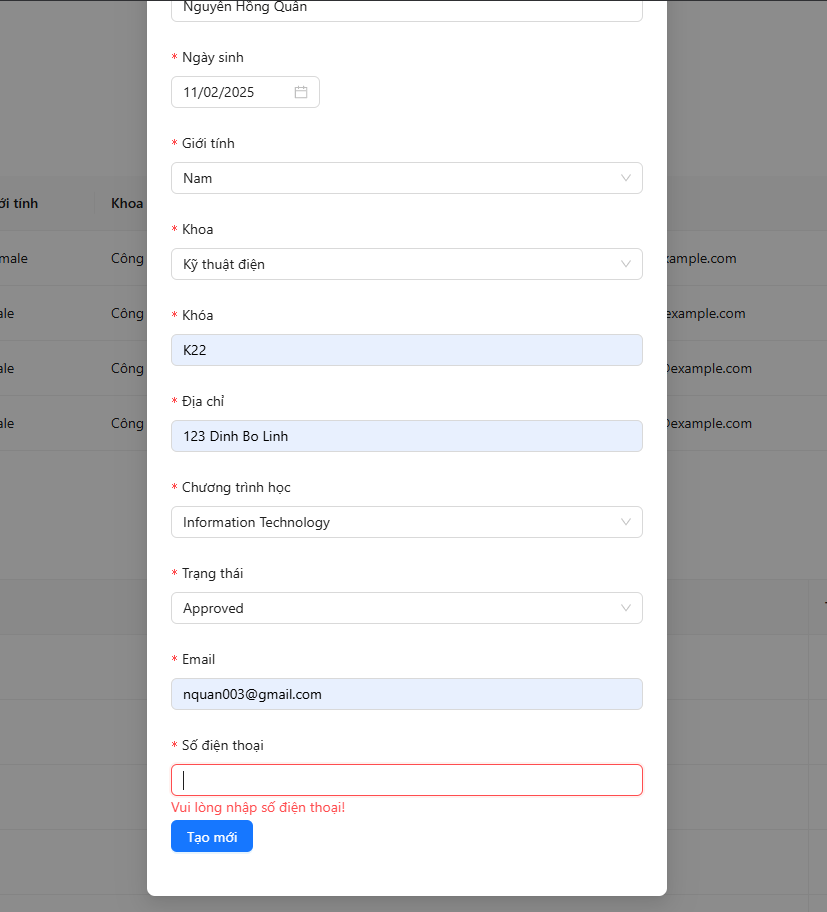 Nguyễn Hồng Quân
* Ngày sinh
11/02/2025
* Giới tính
Nam
ới tính
Khoa
* Khoa
Kỹ thuật điện
male
Công
xample.com
* Khóa
ale
Công
example.com
K22
ale
Công
@example.com
* Địa chỉ
ale
Công
@example.com
123 Dinh Bo Linh
* Chương trình học
Information Technology
* Trạng thái
Approved
* Email
nquan003@gmail.com
* Số điện thoại
Vui lòng nhập số điện thoại!
Tạo mới